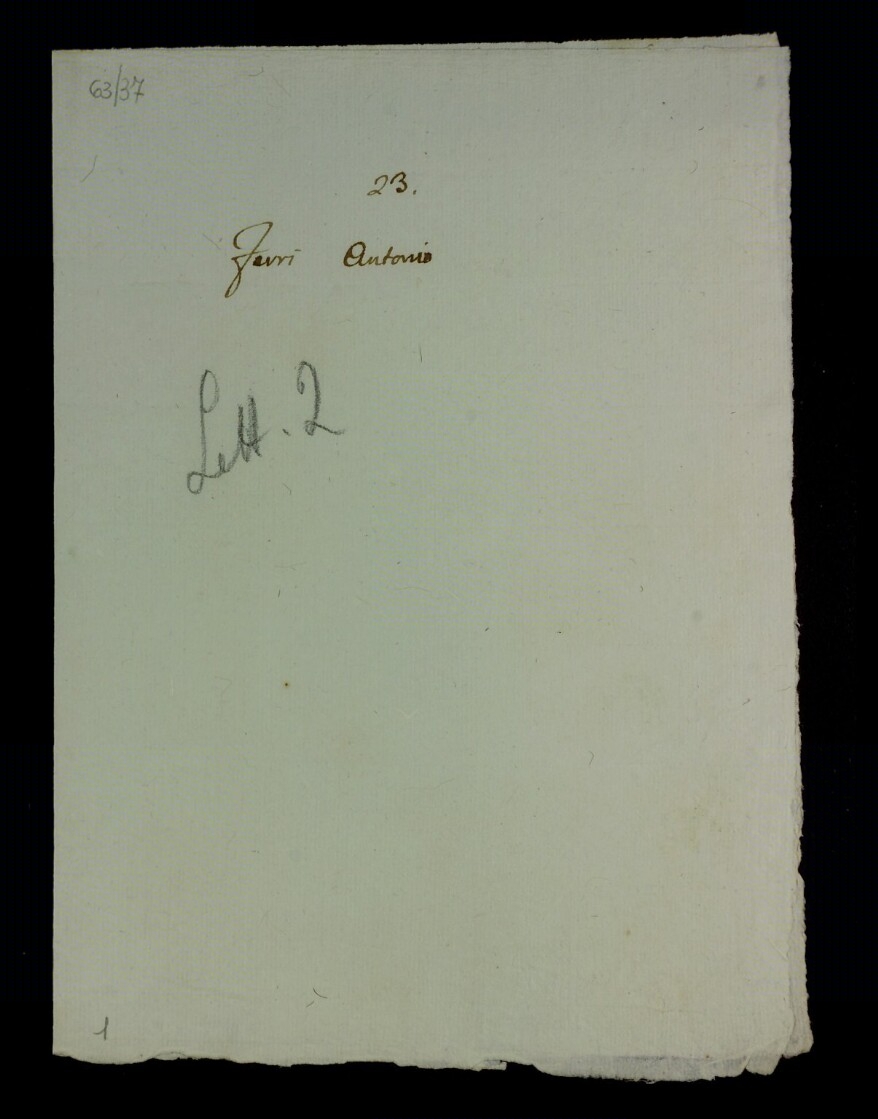 63/37
23.
Ferri Antonio
Lett. 2
1